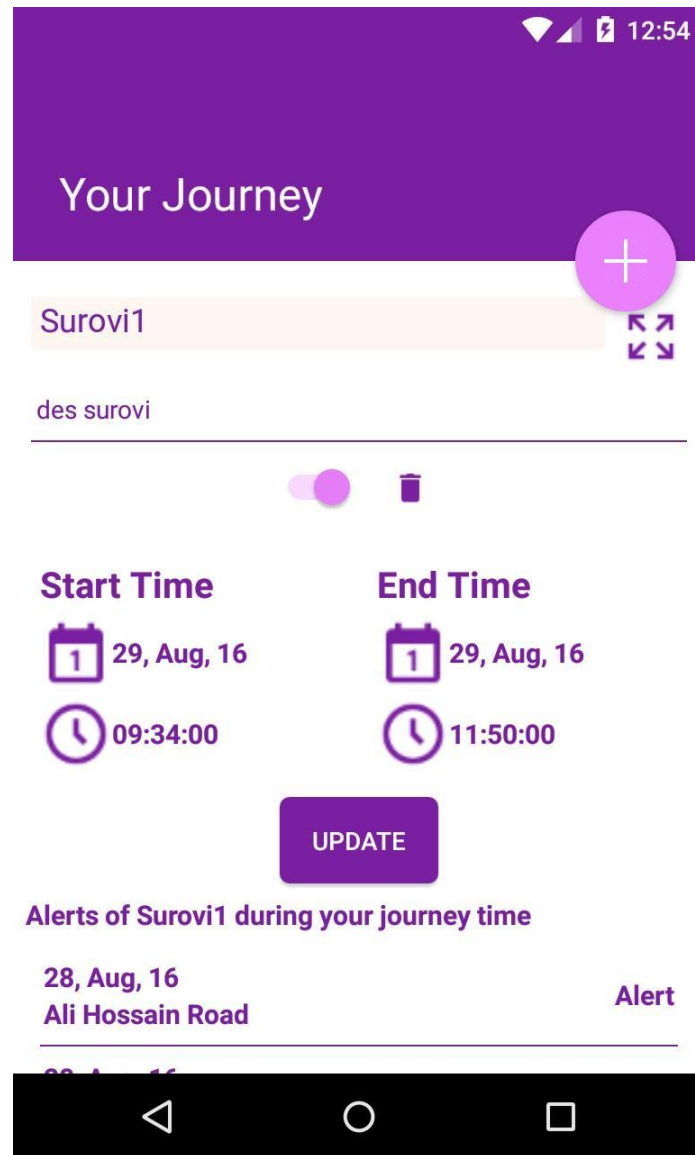 12:54
Your Journey
Surovi1
des surovi
Start Time
End Time
1 29, Aug, 16
1 29, Aug, 16
09:34:00
11:50:00
UPDATE
Alerts of Surovi1 during your journey time
28, Aug, 16
Ali Hossain Road
Alert